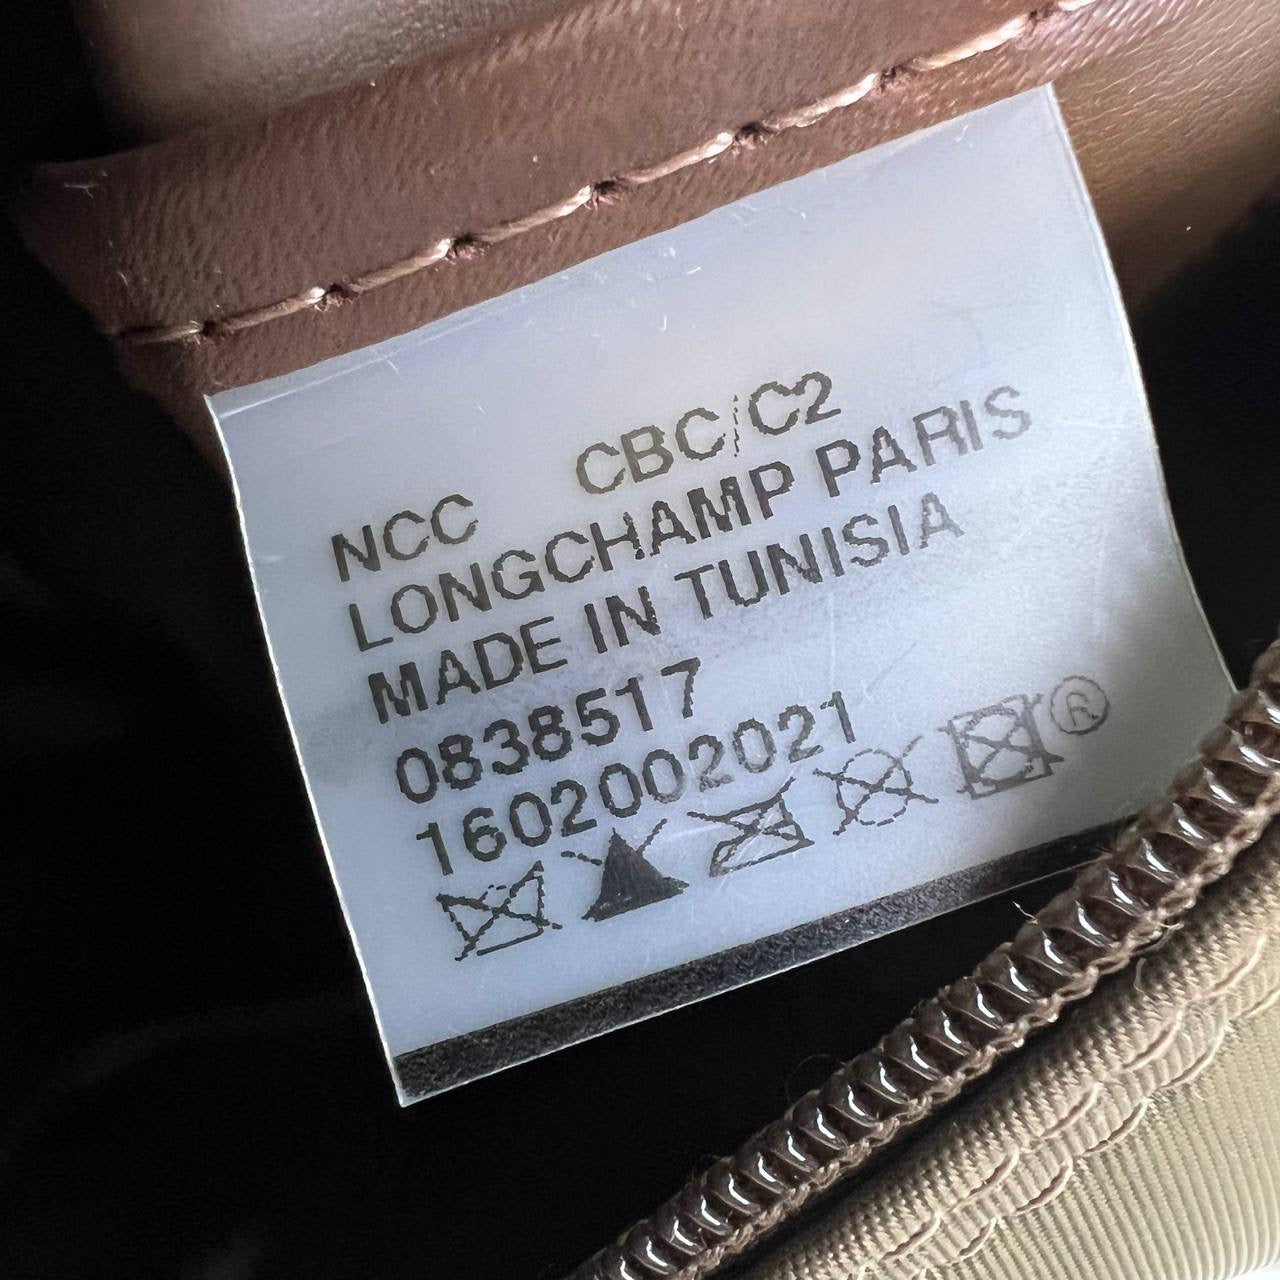 NCC CBC/C2
LONGCHAMP PARIS
MADE IN TUNISIA
0838517
1602002021
®